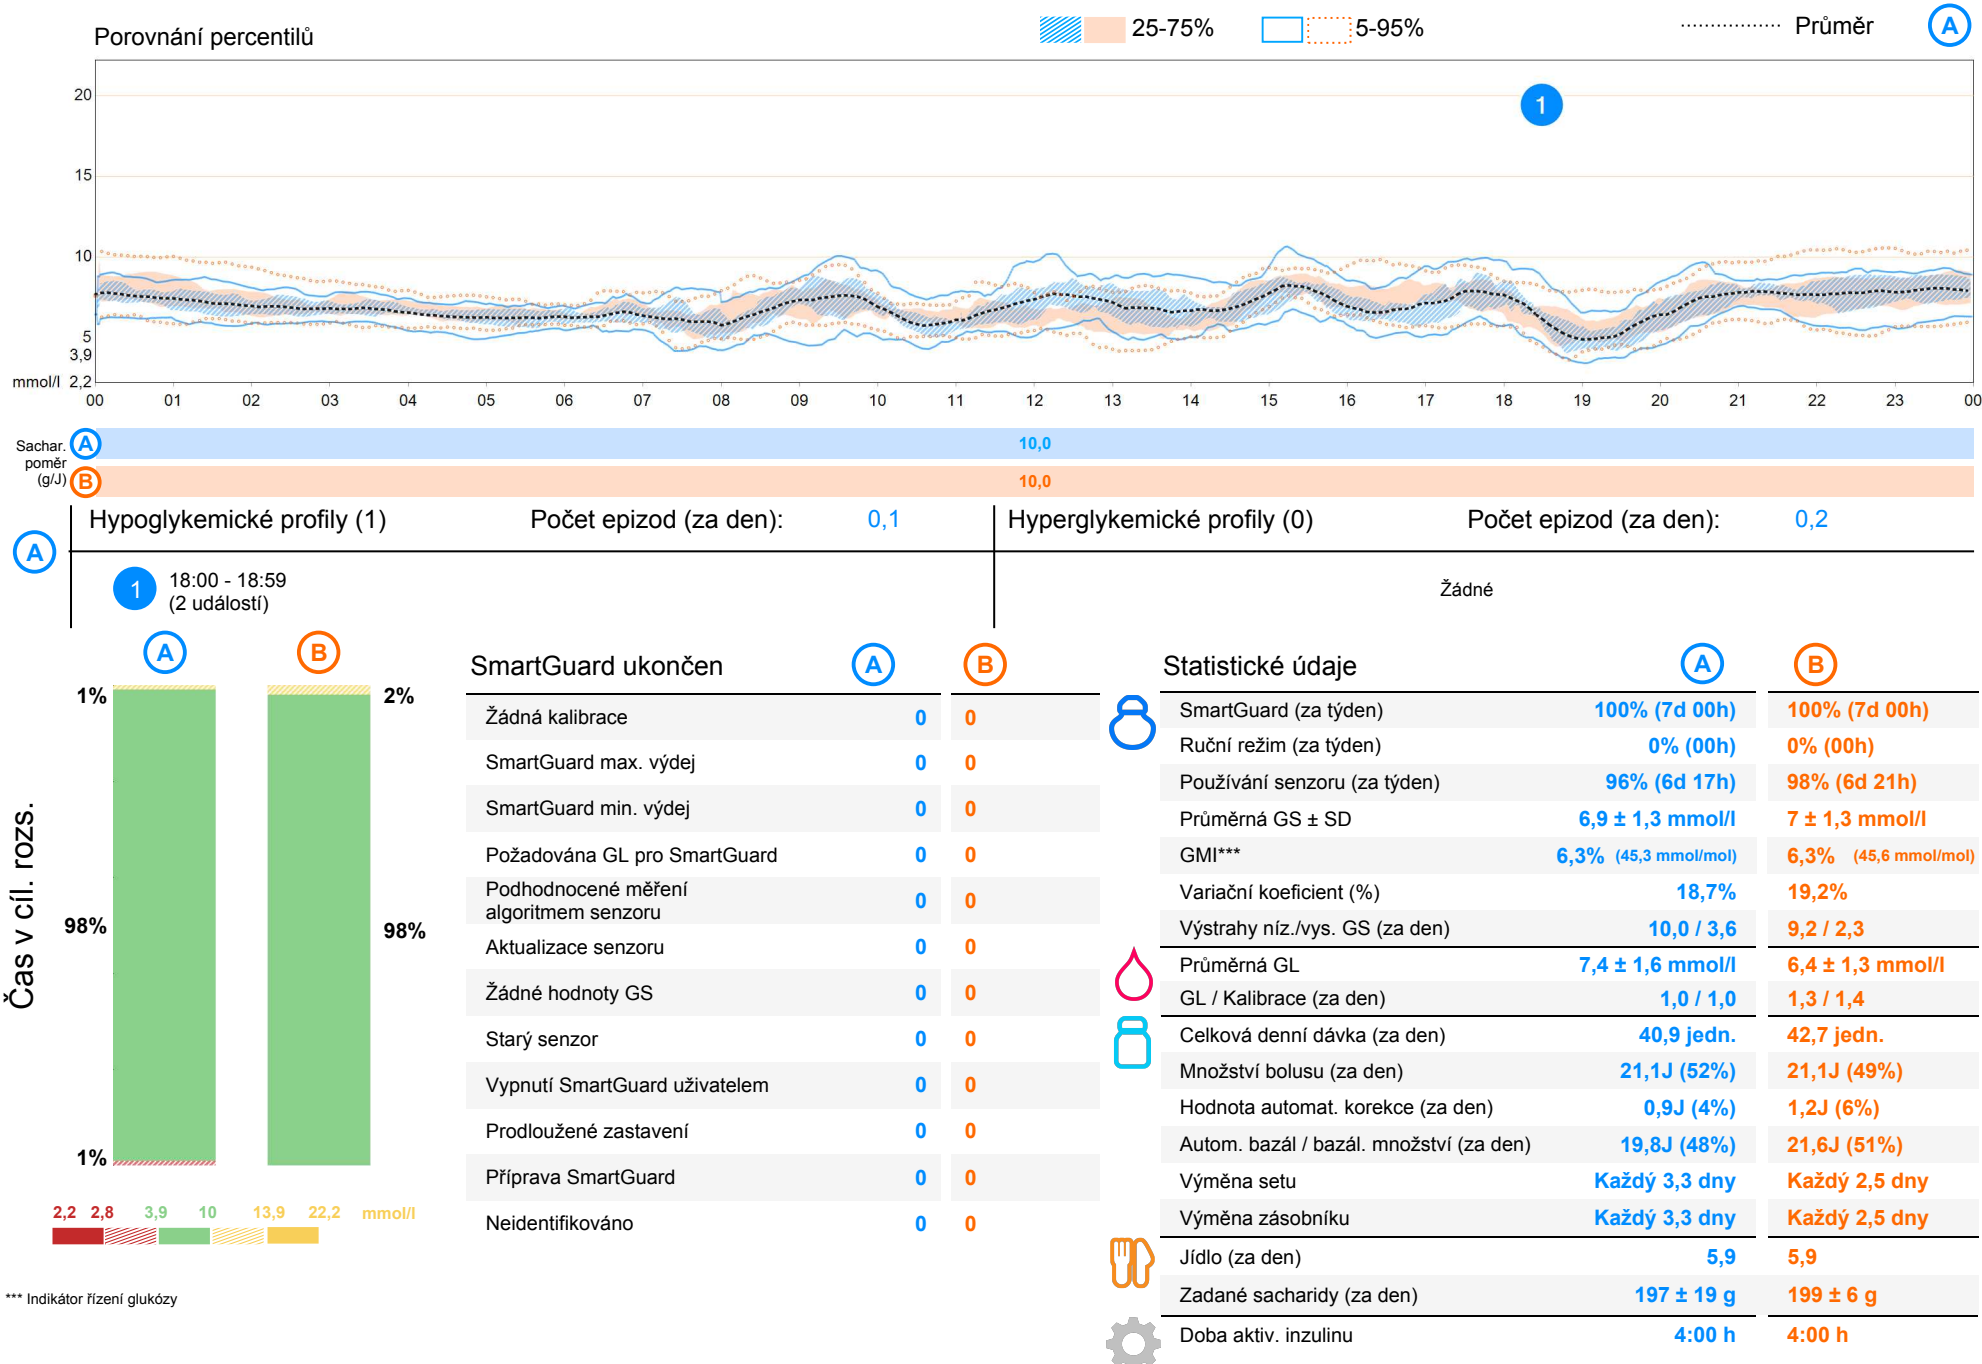 Porovnání percentilů
25-75%
5-95%
Průměr
A
20
15
10
5
3,9
mmol/l 2,2
1
00 01 02 03 04 05 06 07 08 09 10 11 12 13 14 15 16 17 18 19 20 21 22 23 00
Sachar.
poměr
(g/J)
A 10,0
B 10,0
A
Hypoglykemické profily (1) Počet epizod (za den): 0,1
Hyperglykemické profily (0) Počet epizod (za den): 0,2
1 18:00 - 18:59
(2 událostí)
Žádné
Čas v cíl. rozs.
A B
1% 2%
98% 98%
1%
2,2 2,8 3,9 10 13,9 22,2 mmol/l
*** Indikátor řízení glukózy
SmartGuard ukončen A B
Žádná kalibrace 0 0
SmartGuard max. výdej 0 0
SmartGuard min. výdej 0 0
Požadována GL pro SmartGuard 0 0
Podhodnocené měření
algoritmem senzoru 0 0
Aktualizace senzoru 0 0
Žádné hodnoty GS 0 0
Starý senzor 0 0
Vypnutí SmartGuard uživatelem 0 0
Prodloužené zastavení 0 0
Příprava SmartGuard 0 0
Neidentifikováno 0 0
Statistické údaje A B
SmartGuard (za týden) 100% (7d 00h) 100% (7d 00h)
Ruční režim (za týden) 0% (00h) 0% (00h)
Používání senzoru (za týden) 96% (6d 17h) 98% (6d 21h)
Průměrná GS ± SD 6,9 ± 1,3 mmol/l 7 ± 1,3 mmol/l
GMI*** 6,3% (45,3 mmol/mol) 6,3% (45,6 mmol/mol)
Variační koeficient (%) 18,7% 19,2%
Výstrahy níz./vys. GS (za den) 10,0 / 3,6 9,2 / 2,3
Průměrná GL 7,4 ± 1,6 mmol/l 6,4 ± 1,3 mmol/l
GL / Kalibrace (za den) 1,0 / 1,0 1,3 / 1,4
Celková denní dávka (za den) 40,9 jedn. 42,7 jedn.
Množství bolusu (za den) 21,1J (52%) 21,1J (49%)
Hodnota automat. korekce (za den) 0,9J (4%) 1,2J (6%)
Autom. bazál / bazál. množství (za den) 19,8J (48%) 21,6J (51%)
Výměna setu Každý 3,3 dny Každý 2,5 dny
Výměna zásobníku Každý 3,3 dny Každý 2,5 dny
Jídlo (za den) 5,9 5,9
Zadané sacharidy (za den) 197 ± 19 g 199 ± 6 g
Doba aktiv. inzulinu 4:00 h 4:00 h